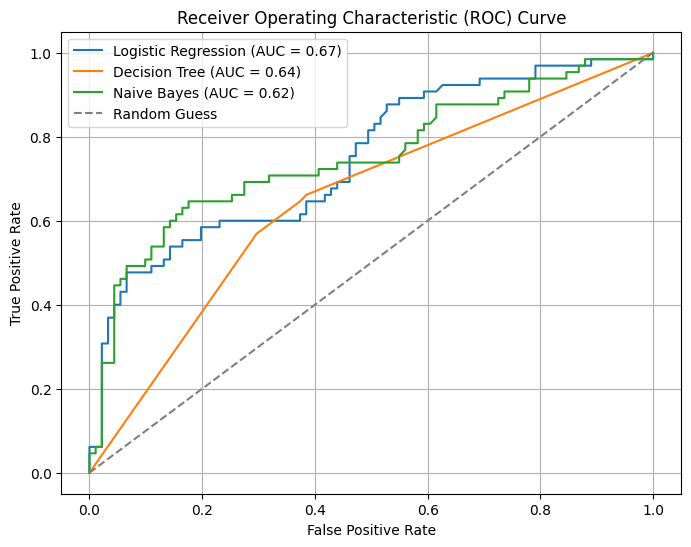 Receiver Operating Characteristic (ROC) Curve
Logistic Regression (AUC = 0.67)
Decision Tree (AUC = 0.64)
Naive Bayes (AUC = 0.62)
Random Guess
True Positive Rate
1.0
0.8
0.6
0.4
0.2
0.0
0.0 0.2 0.4 0.6 0.8 1.0
False Positive Rate